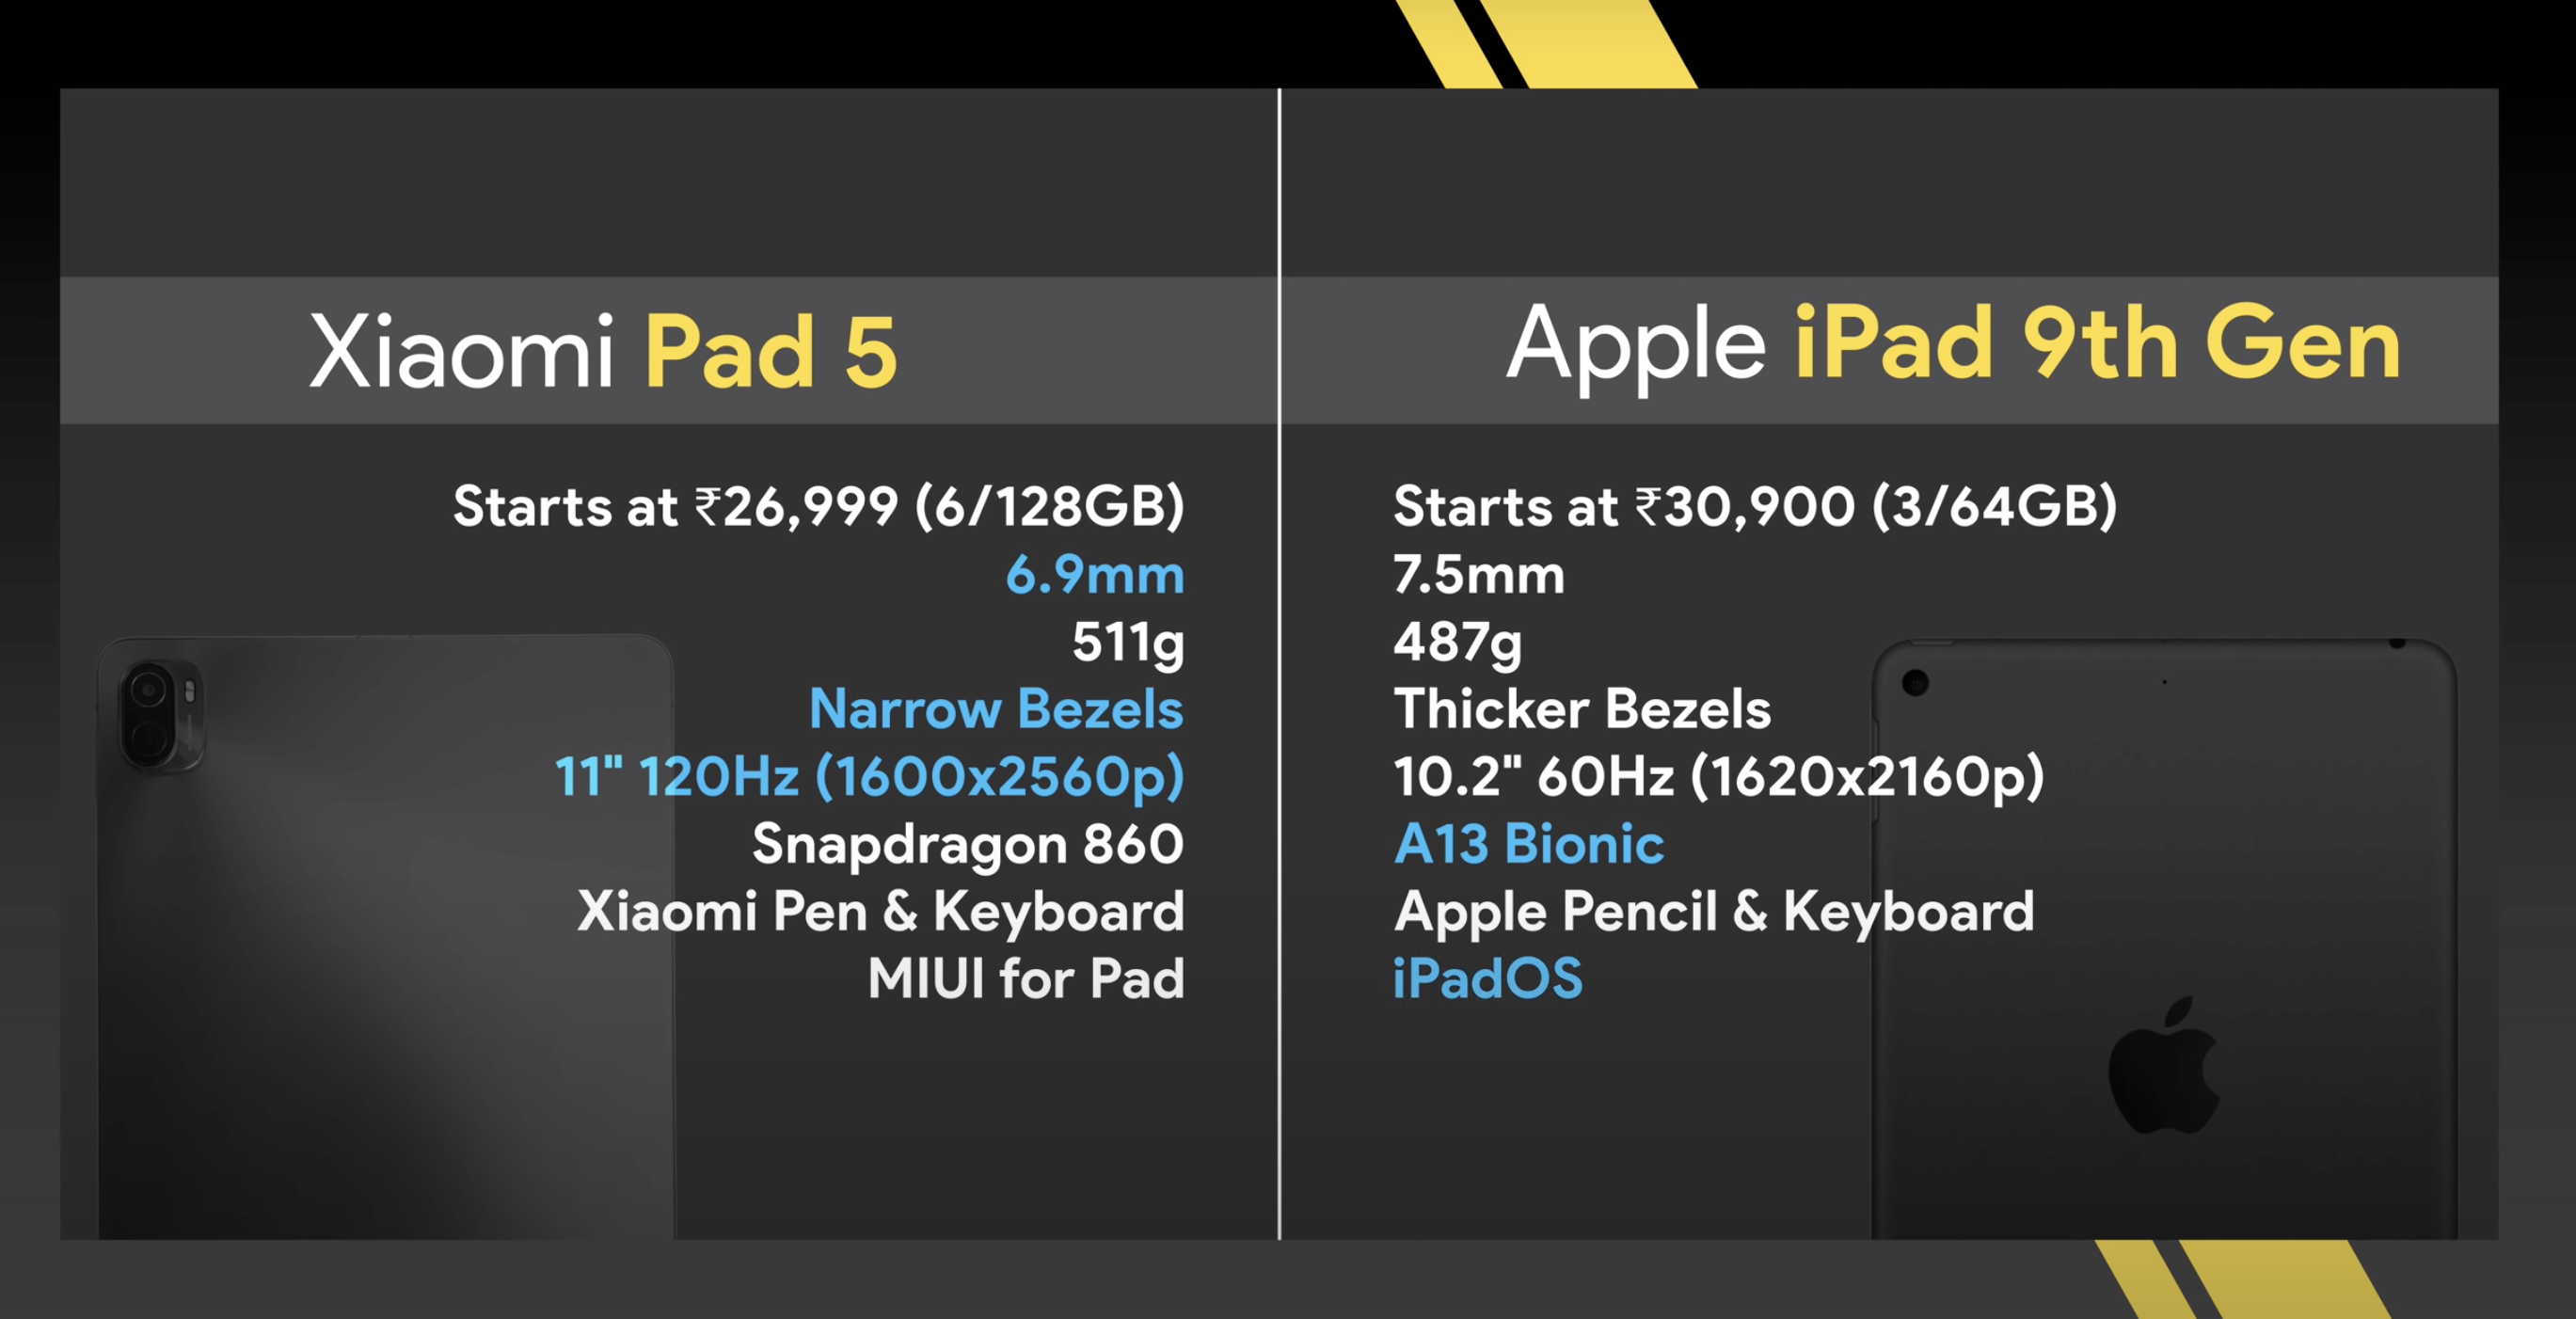 Xiaomi Pad 5
Starts at ₹26,999 (6/128GB)
6.9mm
511g
Narrow Bezels
11" 120Hz (1600x2560p)
Snapdragon 860
Xiaomi Pen & Keyboard
MIUI for Pad
Apple iPad 9th Gen
Starts at ₹30,900 (3/64GB)
7.5mm
487g
Thicker Bezels
10.2" 60Hz (1620x2160p)
A13 Bionic
Apple Pencil & Keyboard
iPadOS